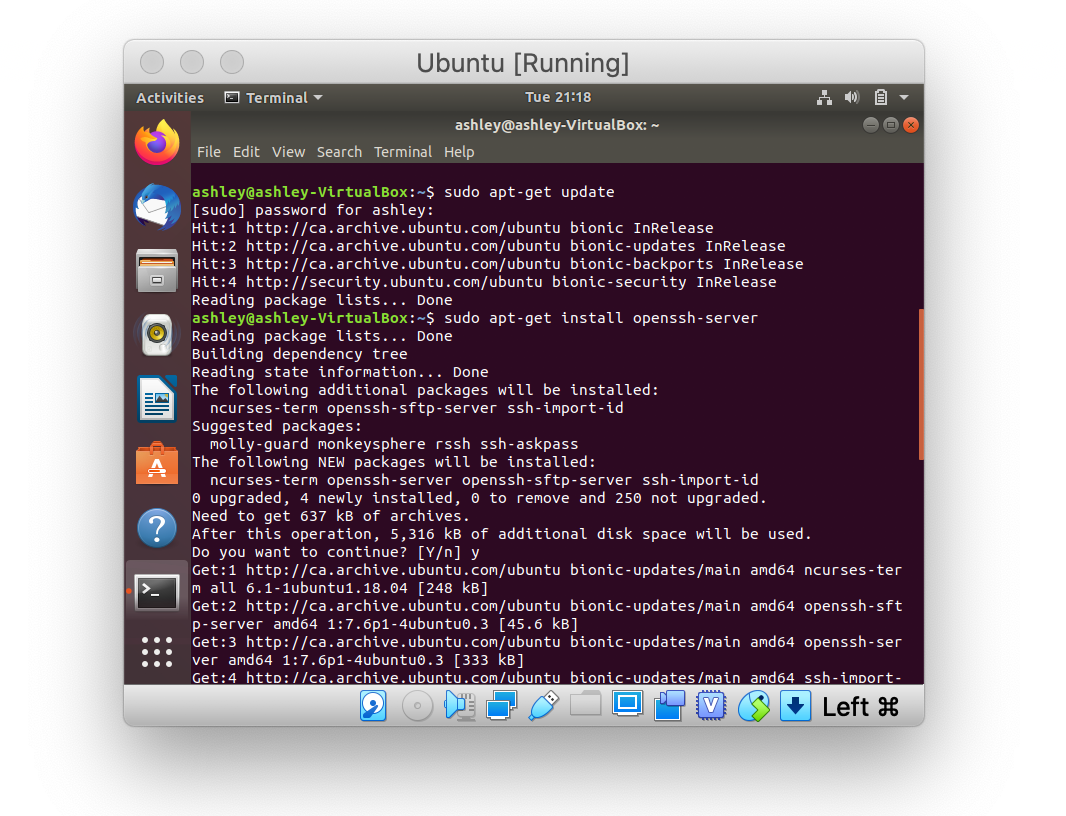 Ubuntu [Running]
Activities Terminal Tue 21:18
ashley@ashley-VirtualBox: ~
File Edit View Search Terminal Help
ashley@ashley-VirtualBox:~$ sudo apt-get update
[sudo] password for ashley:
Hit:1 http://ca.archive.ubuntu.com/ubuntu bionic InRelease
Hit:2 http://ca.archive.ubuntu.com/ubuntu bionic-updates InRelease
Hit:3 http://ca.archive.ubuntu.com/ubuntu bionic-backports InRelease
Hit:4 http://security.ubuntu.com/ubuntu bionic-security InRelease
Reading package lists... Done
ashley@ashley-VirtualBox:~$ sudo apt-get install openssh-server
Reading package lists... Done
Building dependency tree
Reading state information... Done
The following additional packages will be installed:
  ncurses-term openssh-sftp-server ssh-import-id
Suggested packages:
  molly-guard monkeysphere rssh ssh-askpass
The following NEW packages will be installed:
  ncurses-term openssh-server openssh-sftp-server ssh-import-id
0 upgraded, 4 newly installed, 0 to remove and 250 not upgraded.
Need to get 637 kB of archives.
After this operation, 5,316 kB of additional disk space will be used.
Do you want to continue? [Y/n] y
Get:1 http://ca.archive.ubuntu.com/ubuntu bionic-updates/main amd64 ncurses-ter
m all 6.1-1ubuntu1.18.04 [248 kB]
Get:2 http://ca.archive.ubuntu.com/ubuntu bionic-updates/main amd64 openssh-sft
p-server amd64 1:7.6p1-4ubuntu0.3 [45.6 kB]
Get:3 http://ca.archive.ubuntu.com/ubuntu bionic-updates/main amd64 openssh-ser
ver amd64 1:7.6p1-4ubuntu0.3 [333 kB]
Get:4 http://ca.archive.ubuntu.com/ubuntu bionic-updates/main amd64 ssh-import-
Left ⌘